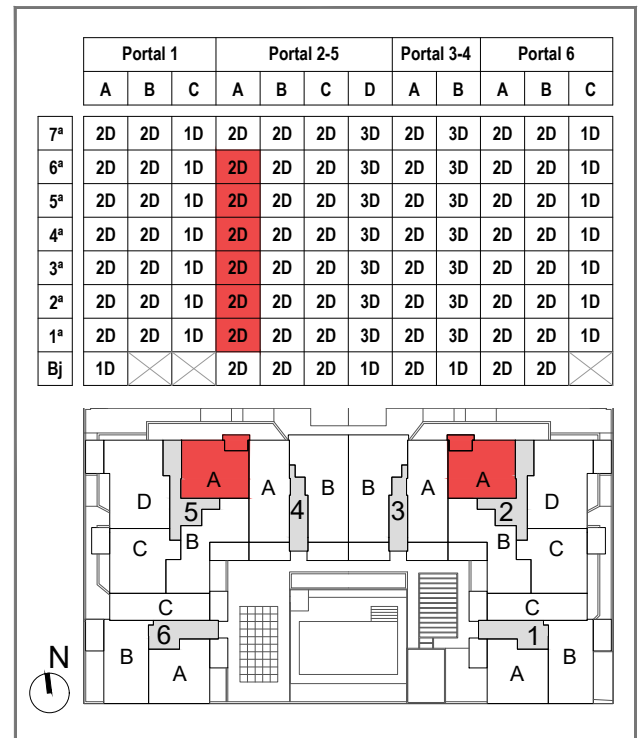 Portal 1 Portal 2-5 Portal 3-4 Portal 6
A B C A B C D A B A B C
7ª 2D 2D 1D 2D 2D 2D 3D 2D 3D 2D 2D 1D
6ª 2D 2D 1D 2D 2D 2D 3D 2D 3D 2D 2D 1D
5ª 2D 2D 1D 2D 2D 2D 3D 2D 3D 2D 2D 1D
4ª 2D 2D 1D 2D 2D 2D 3D 2D 3D 2D 2D 1D
3ª 2D 2D 1D 2D 2D 2D 3D 2D 3D 2D 2D 1D
2ª 2D 2D 1D 2D 2D 2D 3D 2D 3D 2D 2D 1D
1ª 2D 2D 1D 2D 2D 2D 3D 2D 3D 2D 2D 1D
Bj 1D 2D 2D 2D 1D 2D 1D 2D 2D
A A B B A A
D 5 4 3 2 D
C B B C
C C
6 1
N B A A B